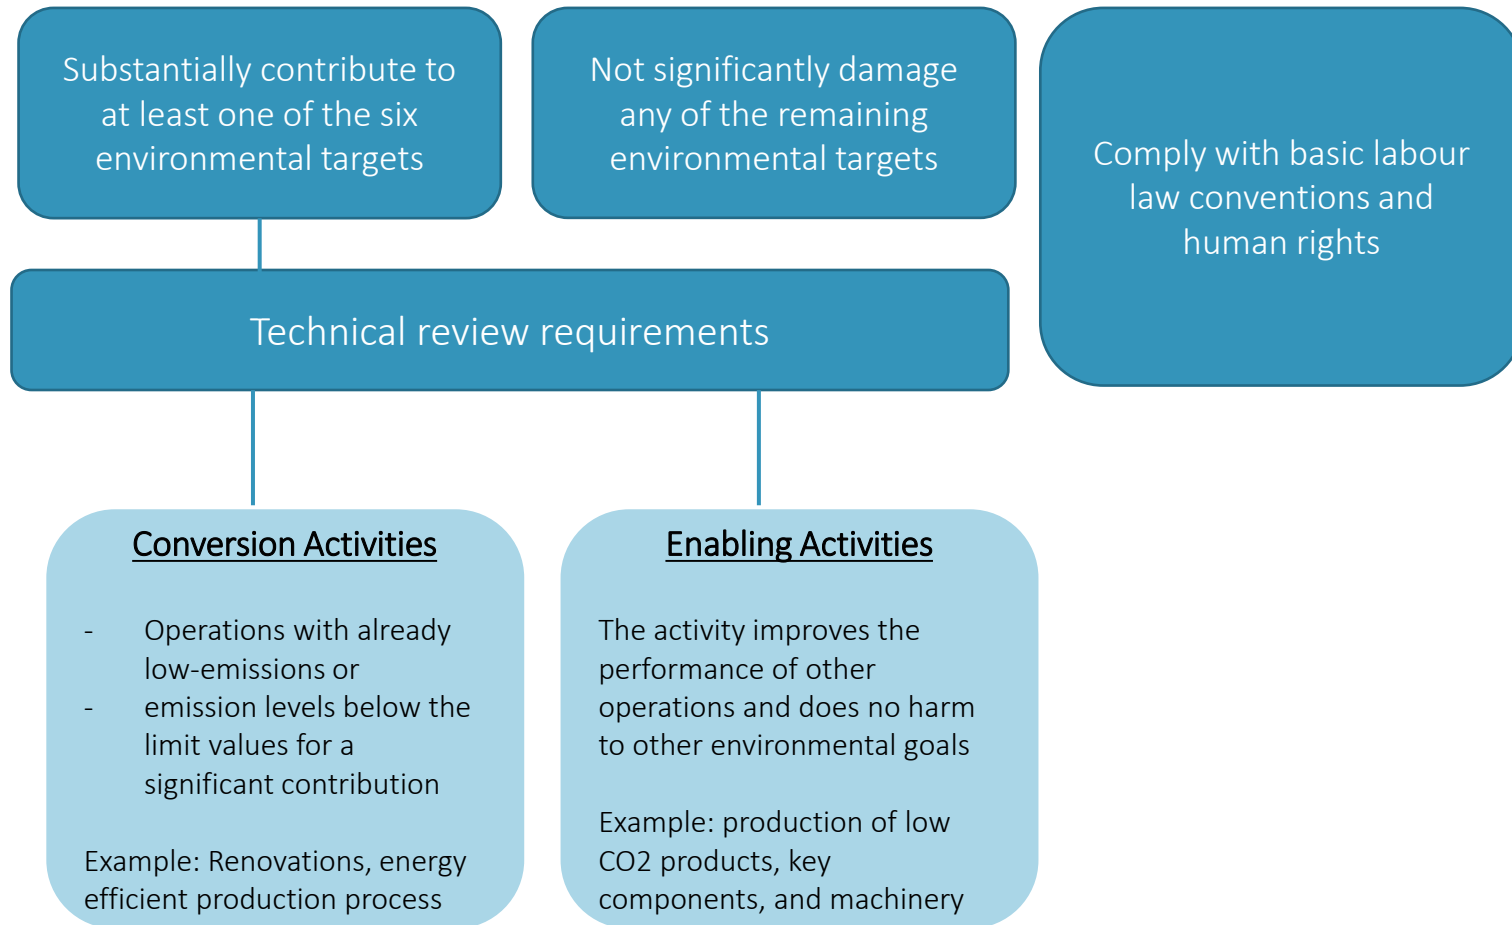 Substantially contribute to
at least one of the six
environmental targets
Not significantly damage
any of the remaining
environmental targets
Comply with basic labour
law conventions and
human rights
Technical review requirements
Conversion Activities
- Operations with already
low-emissions or
- emission levels below the
limit values for a
significant contribution
Example: Renovations, energy
efficient production process
Enabling Activities
The activity improves the
performance of other
operations and does no harm
to other environmental goals
Example: production of low
CO2 products, key
components, and machinery